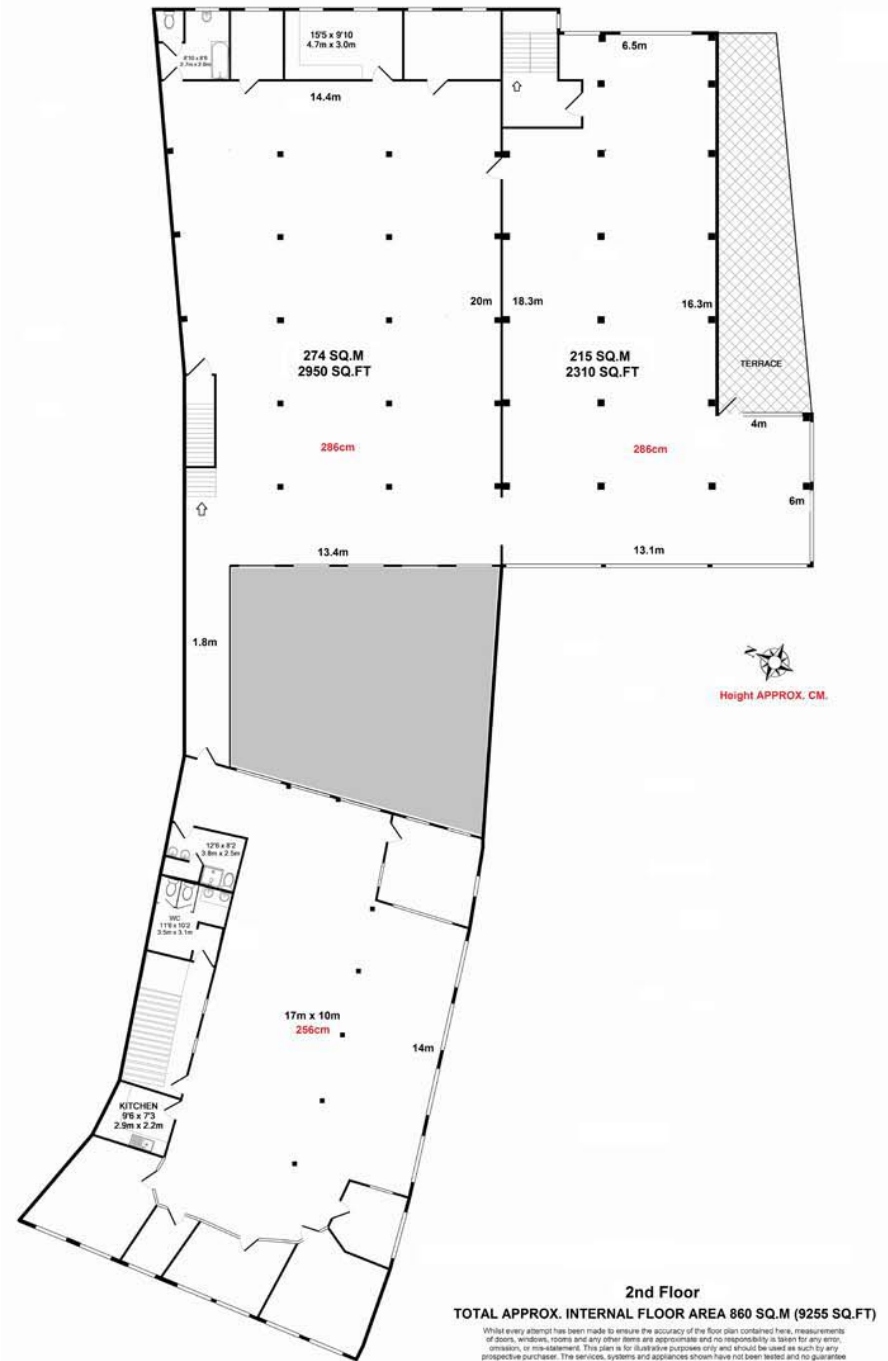 15'5 x 9'10
4.7m x 3.0m
6.5m
14.4m
20m
18.3m
16.3m
274 SQ.M
2950 SQ.FT
215 SQ.M
2310 SQ.FT
TERRACE
4m
286cm
286cm
6m
13.4m
13.1m
1.8m
N
Height APPROX. CM.
12'6 x 8'2
3.8m x 2.5m
WC
11'6 x 10'2
3.5m x 3.1m
17m x 10m
256cm
14m
KITCHEN
9'6 x 7'3
2.9m x 2.2m
2nd Floor
TOTAL APPROX. INTERNAL FLOOR AREA 860 SQ.M (9255 SQ.FT)
Whilst every attempt has been made to ensure the accuracy of the floor plan contained here, measurements
of doors, windows, rooms and any other items are approximate and no responsibility is taken for any error,
omission, or mis-statement. This plan is for illustrative purposes only and should be used as such by any
prospective purchaser. The services, systems and appliances shown have not been tested and no guarantee